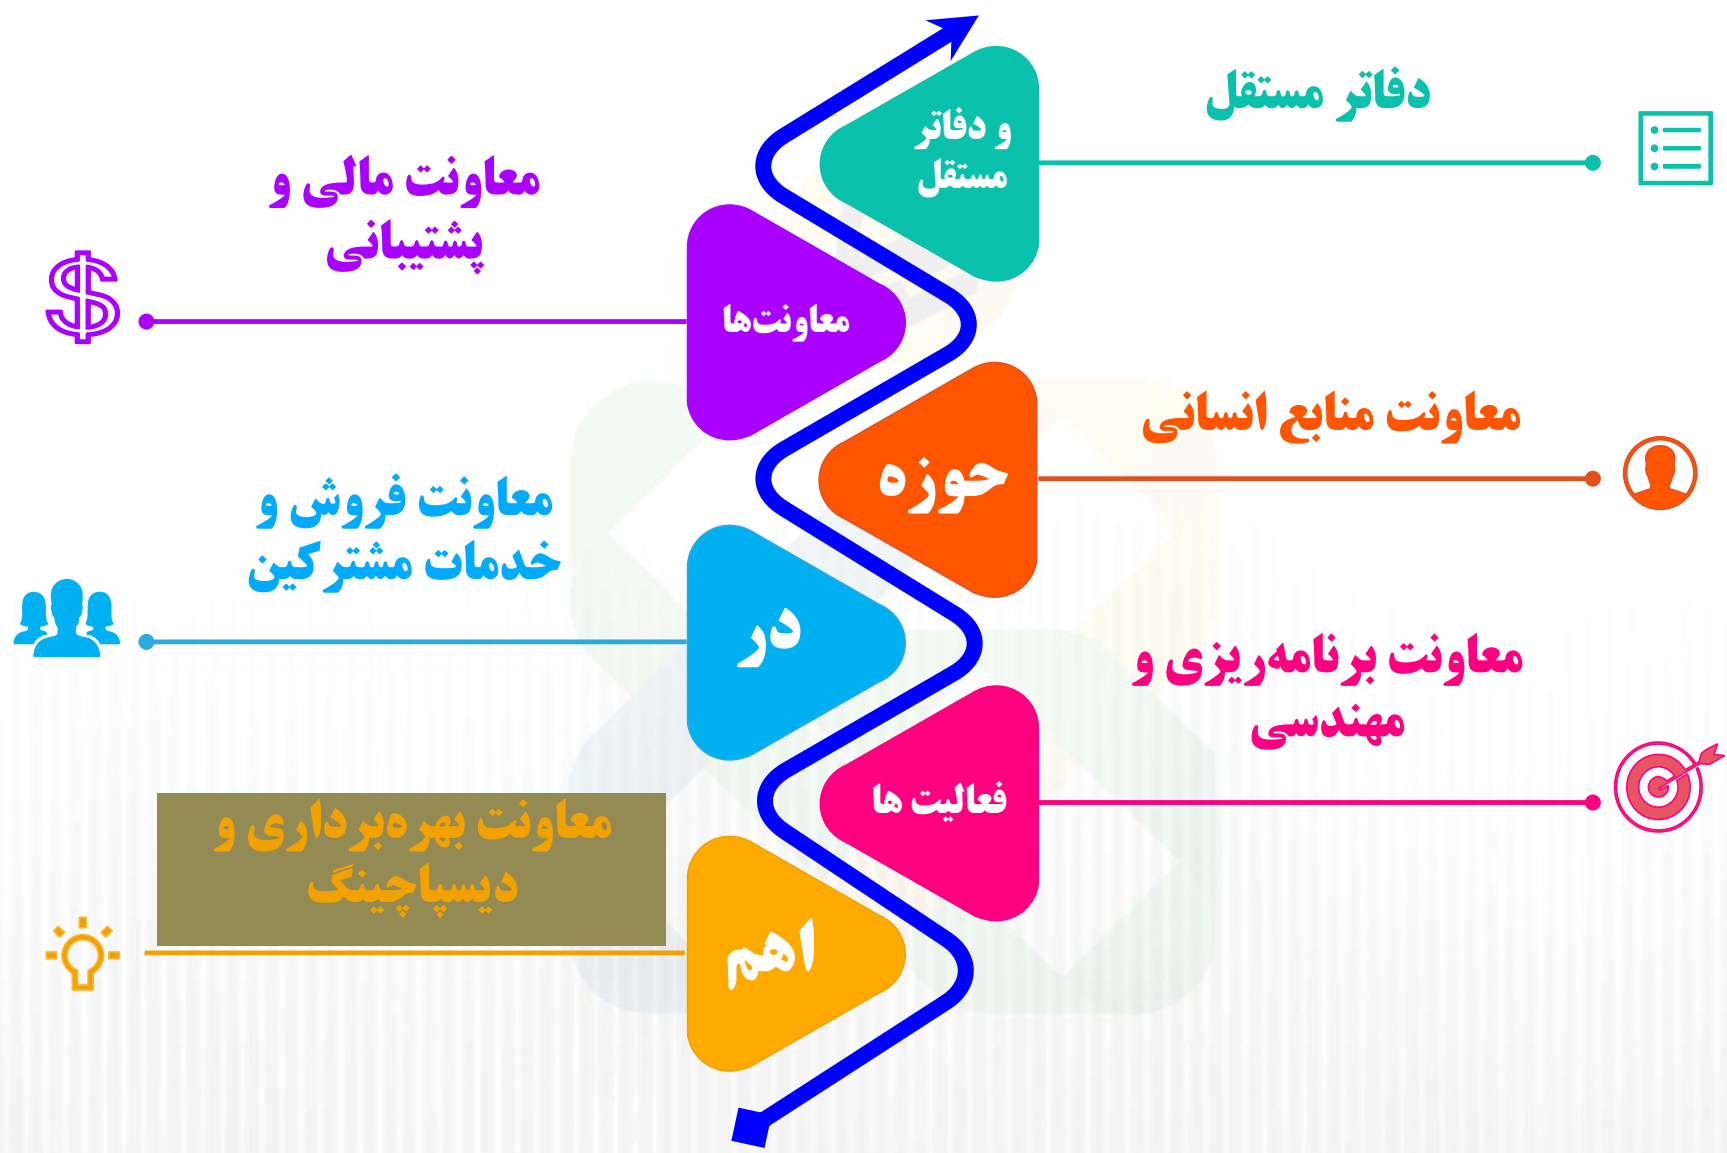 دفاتر مستقل
و دفاتر
مستقل
معاونت مالی و
پشتیبانی
معاونت‌ها
معاونت منابع انسانی
حوزه
معاونت فروش و
خدمات مشترکین
در
معاونت برنامه‌ریزی و
مهندسی
فعالیت ها
معاونت بهره‌برداری و
دیسپاچینگ
اهم